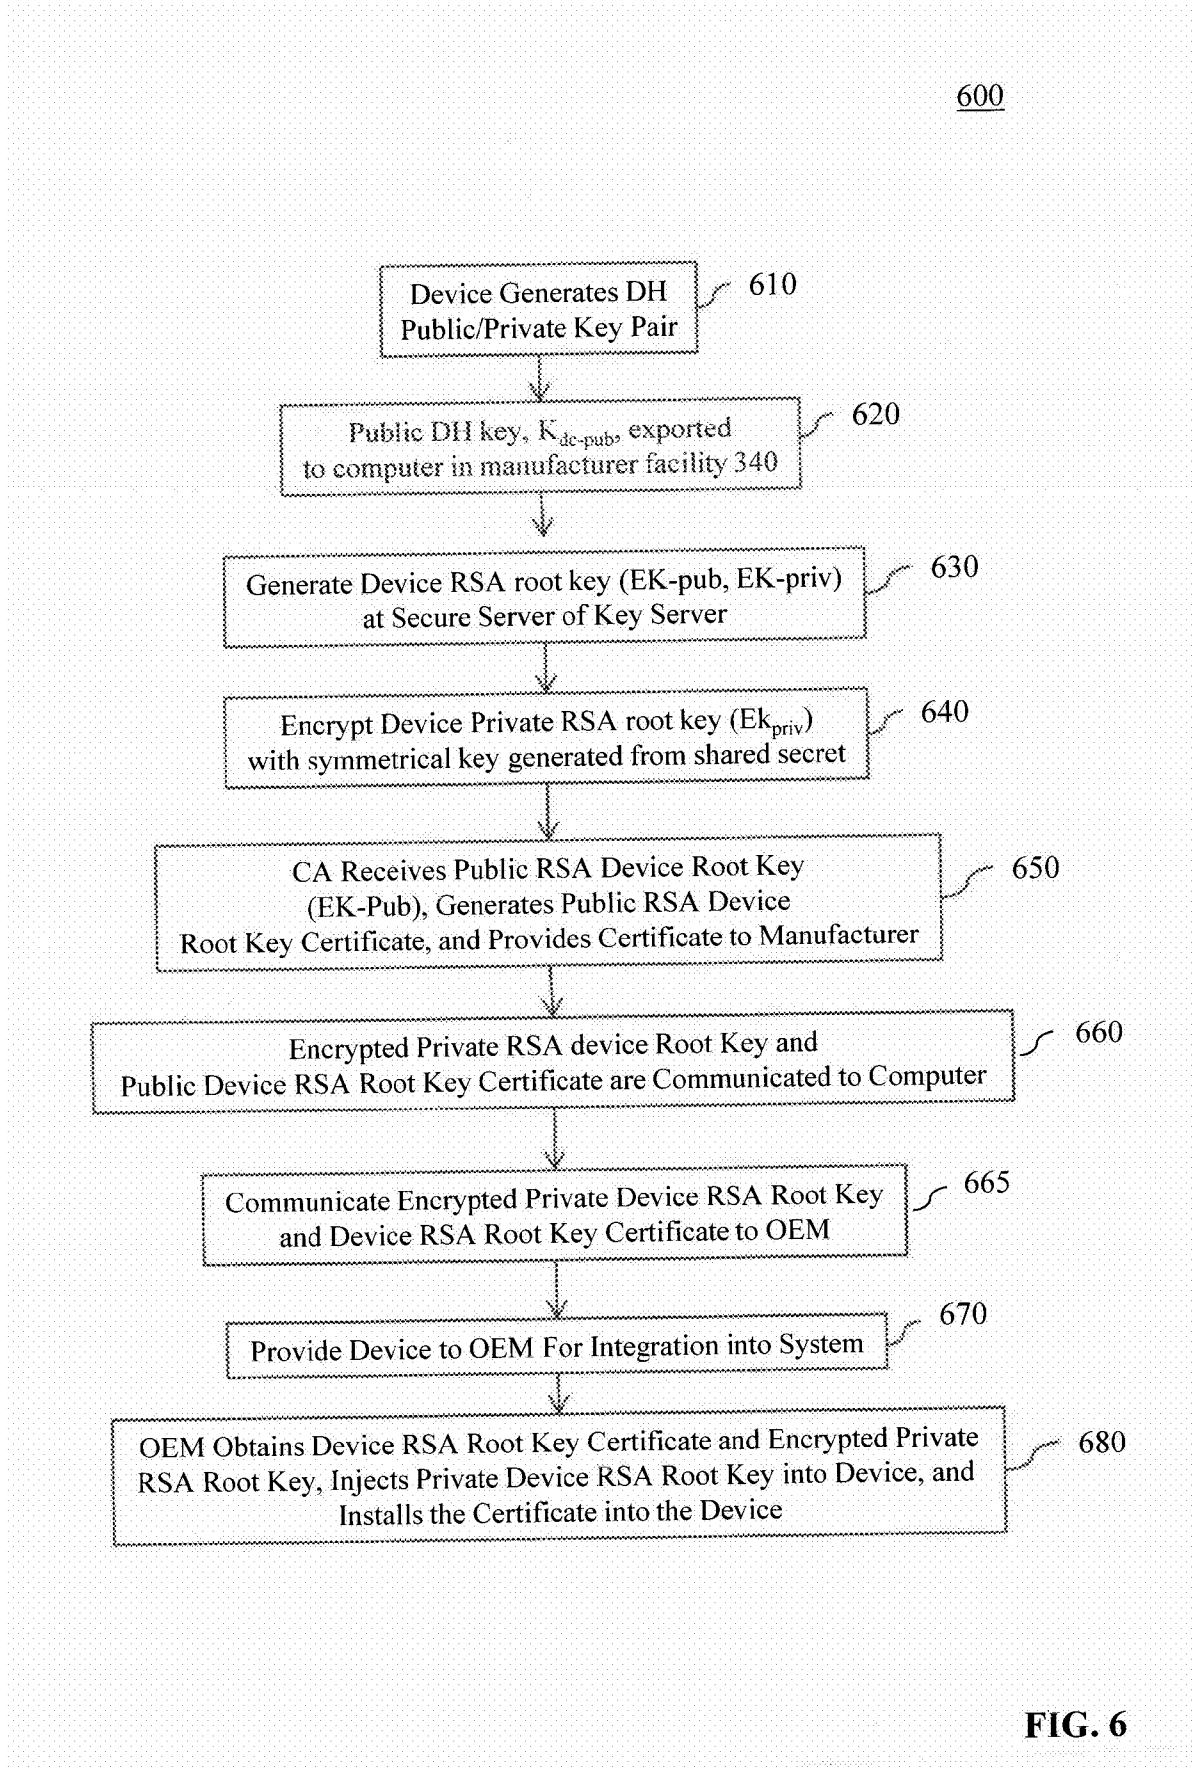 600
Device Generates DH
Public/Private Key Pair
610
Public DH key, Kdc-pub, exported
to computer in manufacturer facility 340
620
Generate Device RSA root key (EK-pub, EK-priv)
at Secure Server of Key Server
630
Encrypt Device Private RSA root key (Ekpriv)
with symmetrical key generated from shared secret
640
CA Receives Public RSA Device Root Key
(EK-Pub), Generates Public RSA Device
Root Key Certificate, and Provides Certificate to Manufacturer
650
Encrypted Private RSA device Root Key and
Public Device RSA Root Key Certificate are Communicated to Computer
660
Communicate Encrypted Private Device RSA Root Key
and Device RSA Root Key Certificate to OEM
665
Provide Device to OEM For Integration into System
670
OEM Obtains Device RSA Root Key Certificate and Encrypted Private
RSA Root Key, Injects Private Device RSA Root Key into Device, and
Installs the Certificate into the Device
680
FIG. 6